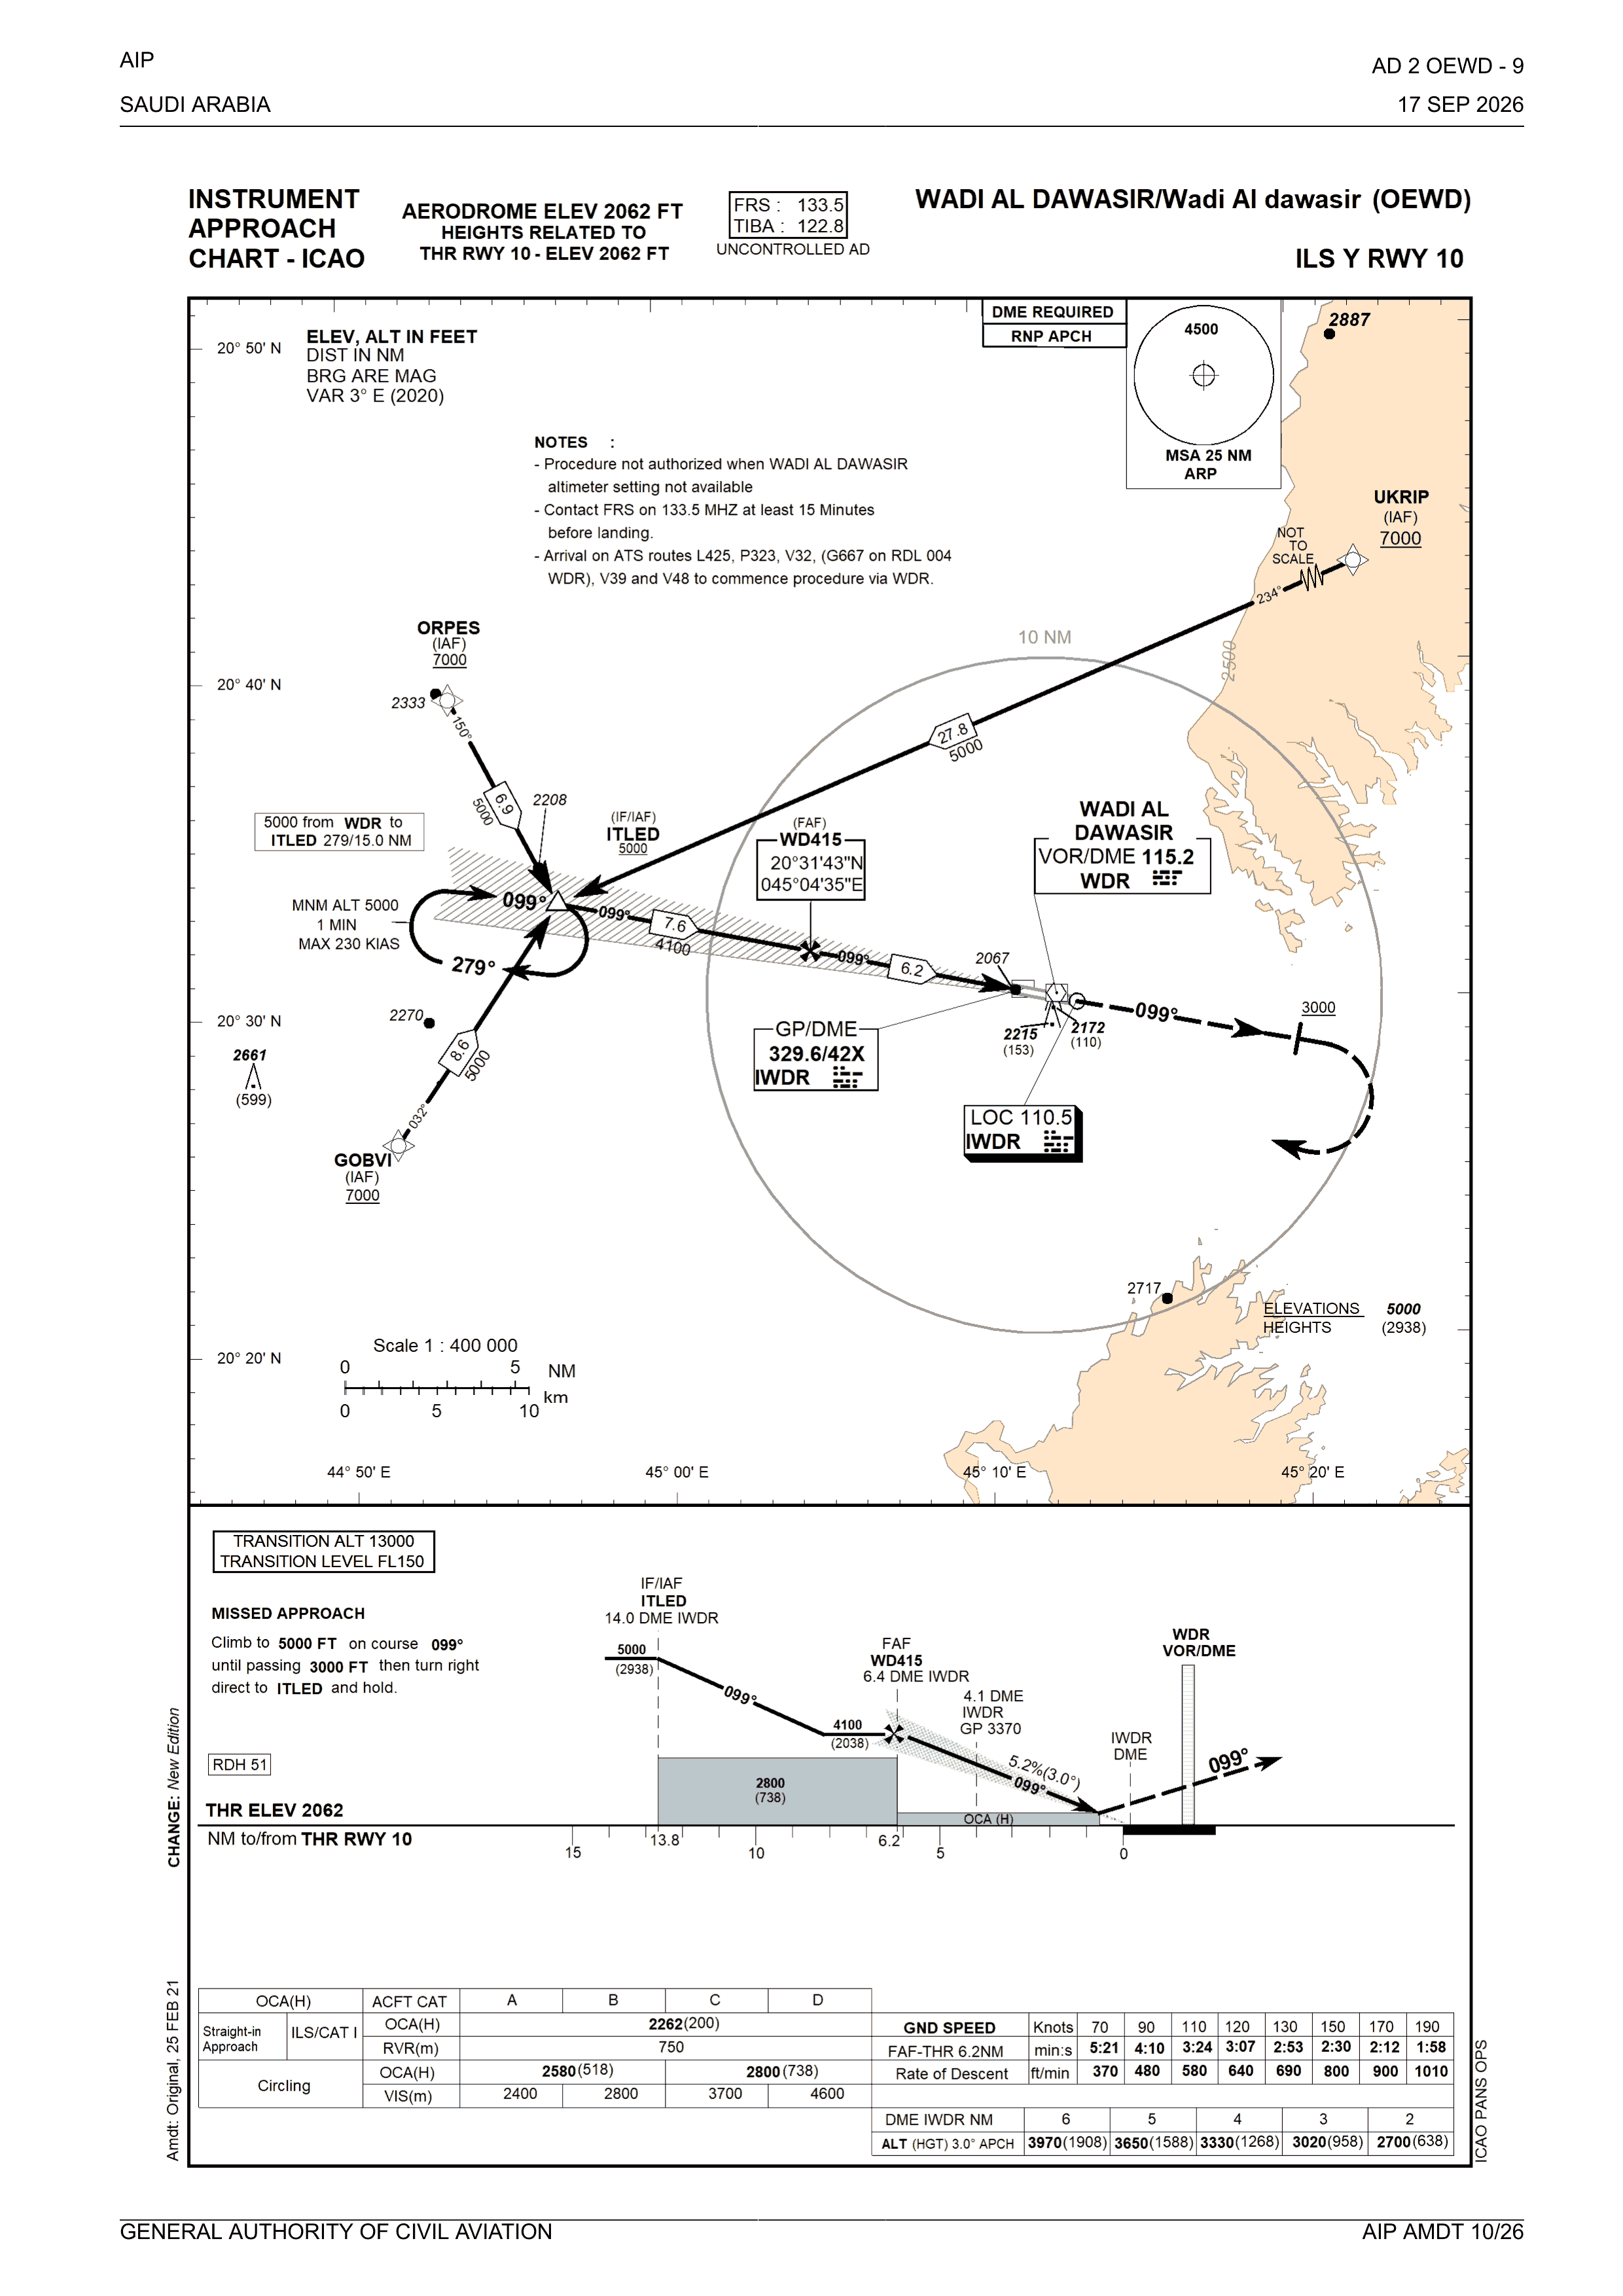 AIP
AD 2 OEWD - 9
SAUDI ARABIA
17 SEP 2026
INSTRUMENT
APPROACH
CHART - ICAO
AERODROME ELEV 2062 FT
HEIGHTS RELATED TO
THR RWY 10 - ELEV 2062 FT
FRS : 133.5
TIBA : 122.8
UNCONTROLLED AD
WADI AL DAWASIR/Wadi Al dawasir (OEWD)
ILS Y RWY 10
20° 50' N
ELEV, ALT IN FEET
DIST IN NM
BRG ARE MAG
VAR 3° E (2020)
DME REQUIRED
RNP APCH
4500
MSA 25 NM
ARP
2887
NOTES :
- Procedure not authorized when WADI AL DAWASIR
altimeter setting not available
- Contact FRS on 133.5 MHZ at least 15 Minutes
before landing.
- Arrival on ATS routes L425, P323, V32, (G667 on RDL 004
WDR), V39 and V48 to commence procedure via WDR.
UKRIP
(IAF)
7000
NOT
TO
SCALE
234°
10 NM
2500
ORPES
(IAF)
7000
20° 40' N
2333
150°
6.9
5000
2208
27.8
5000
5000 from WDR to
ITLED 279/15.0 NM
(IF/IAF)
ITLED
5000
(FAF)
WD415
20°31'43"N
045°04'35"E
WADI AL
DAWASIR
VOR/DME 115.2
WDR
MNM ALT 5000
1 MIN
MAX 230 KIAS
099°
279°
099°
7.6
4100
099°
6.2
2067
20° 30' N
2270
2661
(599)
8.6
5000
032°
GOBVI
(IAF)
7000
GP/DME
329.6/42X
IWDR
2215
(153)
2172
(110)
099°
3000
LOC 110.5
IWDR
2717
ELEVATIONS 5000
HEIGHTS (2938)
Scale 1 : 400 000
0 5 NM
km
0 5 10
20° 20' N
44° 50' E
45° 00' E
45° 10' E
45° 20' E
TRANSITION ALT 13000
TRANSITION LEVEL FL150
MISSED APPROACH
Climb to 5000 FT on course 099°
until passing 3000 FT then turn right
direct to ITLED and hold.
RDH 51
THR ELEV 2062
NM to/from THR RWY 10
IF/IAF
ITLED
14.0 DME IWDR
5000
(2938)
099°
FAF
WD415
6.4 DME IWDR
4100
(2038)
4.1 DME
IWDR
GP 3370
5.2%(3.0°)
099°
IWDR
DME
WDR
VOR/DME
099°
2800
(738)
OCA (H)
15 13.8 10 6.2 5 0
CHANGE: New Edition
Amdt: Original, 25 FEB 21
ICAO PANS OPS
OCA(H) ACFT CAT A B C D
Straight-in
Approach
ILS/CAT I
OCA(H) 2262(200)
RVR(m) 750
Circling
OCA(H) 2580(518) 2800(738)
VIS(m) 2400 2800 3700 4600
GND SPEED Knots 70 90 110 120 130 150 170 190
FAF-THR 6.2NM min:s 5:21 4:10 3:24 3:07 2:53 2:30 2:12 1:58
Rate of Descent ft/min 370 480 580 640 690 800 900 1010
DME IWDR NM 6 5 4 3 2
ALT (HGT) 3.0° APCH 3970(1908) 3650(1588) 3330(1268) 3020(958) 2700(638)
GENERAL AUTHORITY OF CIVIL AVIATION
AIP AMDT 10/26